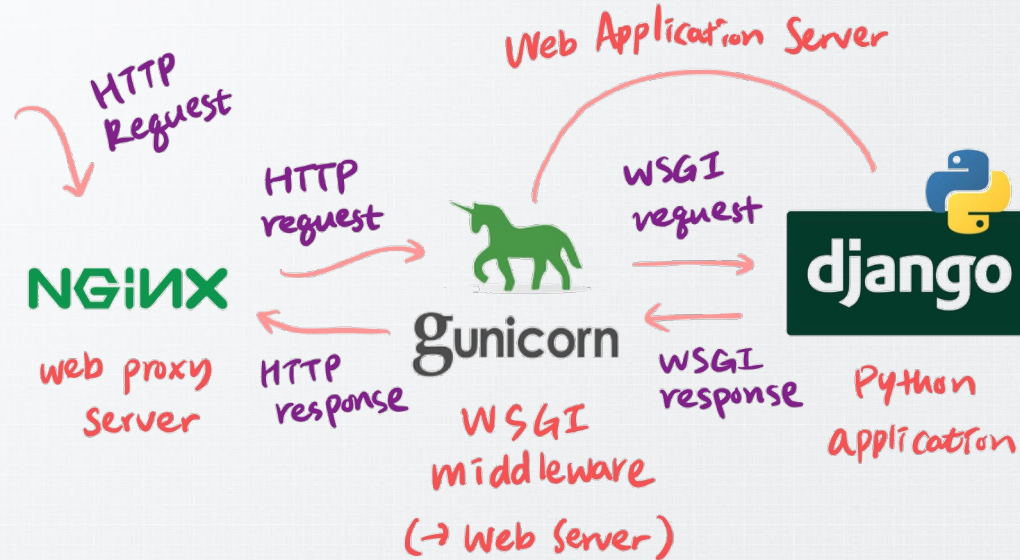 Web Application Server
HTTP
Request
HTTP
request
WSGI
request
NGINX
django
gunicorn
web proxy
server
HTTP
response
WSGI
response
Python
application
WSGI
middleware
(→ Web Server)